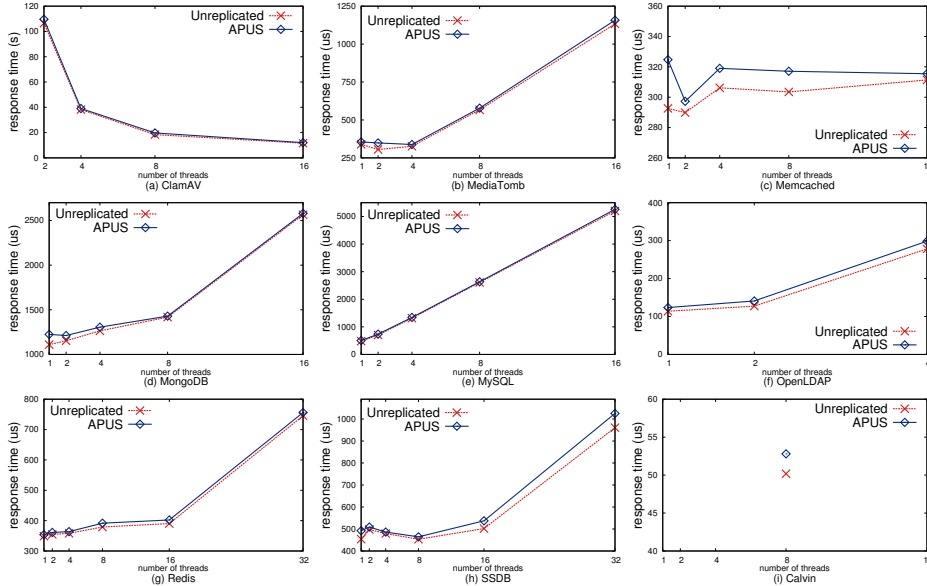 120
100
80
60
40
20
0
2
4
8
16
response time (s)
number of threads
(a) ClamAV
Unreplicated
APUS
1250
1000
750
500
250
1
2
4
8
16
response time (us)
number of threads
(b) MediaTomb
Unreplicated
APUS
340
320
300
280
260
1
2
4
8
1
response time (us)
number of threads
(c) Memcached
Unreplicated
APUS
2500
2000
1500
1000
1
2
4
8
16
response time (us)
number of threads
(d) MongoDB
Unreplicated
APUS
5000
4000
3000
2000
1000
0
1
2
4
8
16
response time (us)
number of threads
(e) MySQL
Unreplicated
APUS
400
300
200
100
0
1
2
response time (us)
number of threads
(f) OpenLDAP
Unreplicated
APUS
800
700
600
500
400
300
1
2
4
8
16
32
response time (us)
number of threads
(g) Redis
Unreplicated
APUS
1000
900
800
700
600
500
400
1
2
4
8
16
32
response time (us)
number of threads
(h) SSDB
Unreplicated
APUS
60
55
50
45
40
1
2
4
8
1
response time (us)
number of threads
(i) Calvin
Unreplicated
APUS